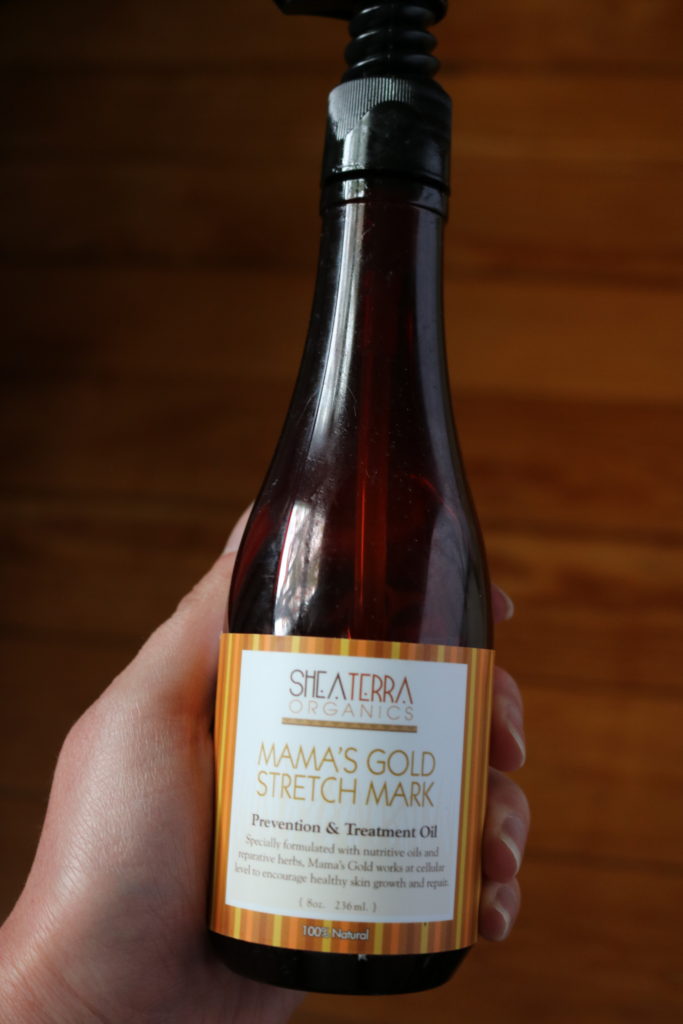 SHEATERRA
ORGANICS
MAMA'S GOLD
STRETCH MARK
Prevention & Treatment Oil
Specially formulated with nutritive oils and
reparative herbs, Mama's Gold works at cellular
level to encourage healthy skin growth and repair.
{ 8oz. 236ml. }
100% Natural